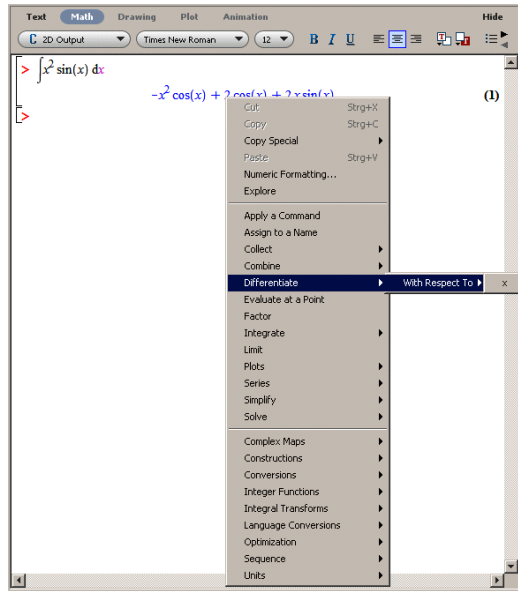 Text Math Drawing Plot Animation Hide
C 2D Output Times New Roman 12 B I U
> ∫x² sin(x) dx
-x² cos(x) + 2 cos(x) + 2 x sin(x) (1)
>
Cut Strg+X
Copy Strg+C
Copy Special
Paste Strg+V
Numeric Formatting...
Explore
Apply a Command
Assign to a Name
Collect
Combine
Differentiate With Respect To x
Evaluate at a Point
Factor
Integrate
Limit
Plots
Series
Simplify
Solve
Complex Maps
Constructions
Conversions
Integer Functions
Integral Transforms
Language Conversions
Optimization
Sequence
Units